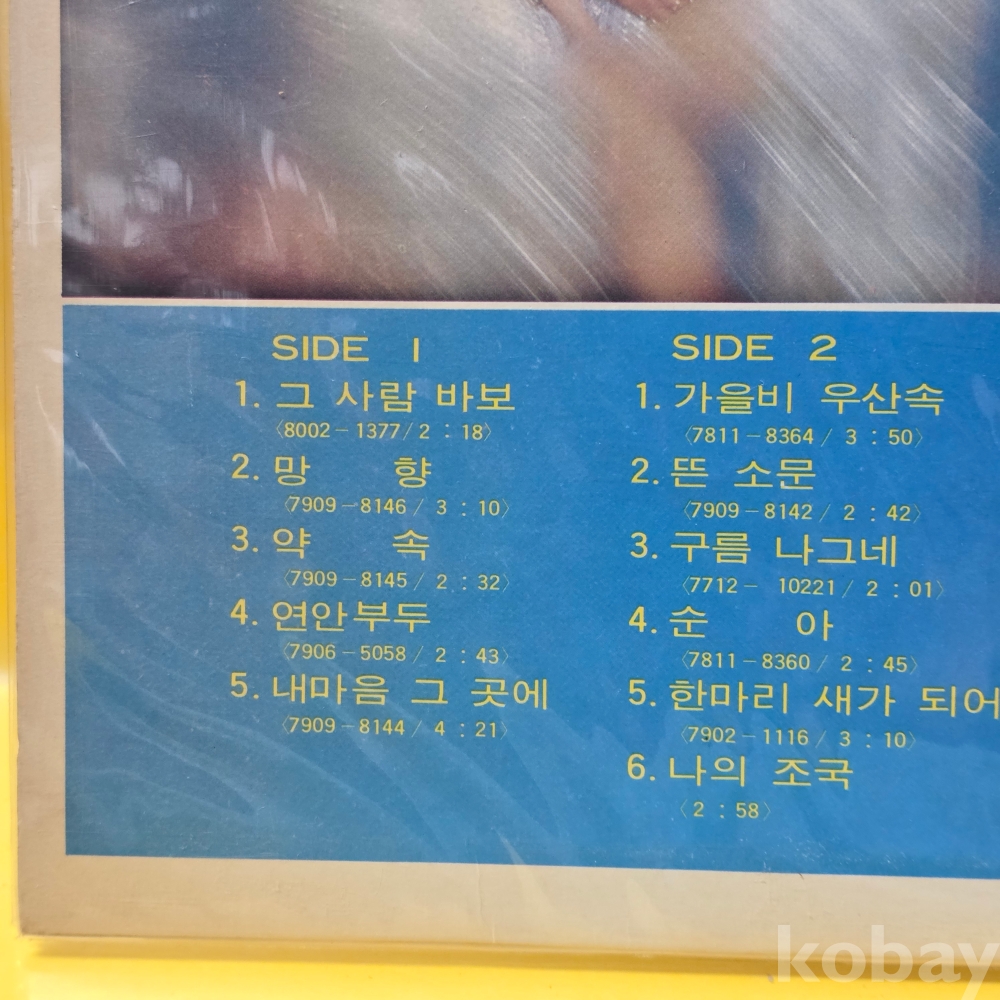 SIDE 1
1. 그 사람 바보
〈8002-1377/2 : 18〉
2. 망 향
〈7909-8146 / 3 : 10〉
3. 약 속
〈7909-8145 / 2 : 32〉
4. 연안부두
〈7906-5058 / 2 : 43〉
5. 내마음 그 곳에
〈7909-8144 / 4 : 21〉
SIDE 2
1. 가을비 우산속
〈7811-8364 / 3 : 50〉
2. 뜬 소문
〈7909-8142 / 2 : 42〉
3. 구름 나그네
〈7712- 10221 / 2 : 01〉
4. 순 아
〈7811-8360 / 2 : 45〉
5. 한마리 새가 되어
〈7902-1116 / 3 : 10〉
6. 나의 조국
〈2 : 58〉
kobay